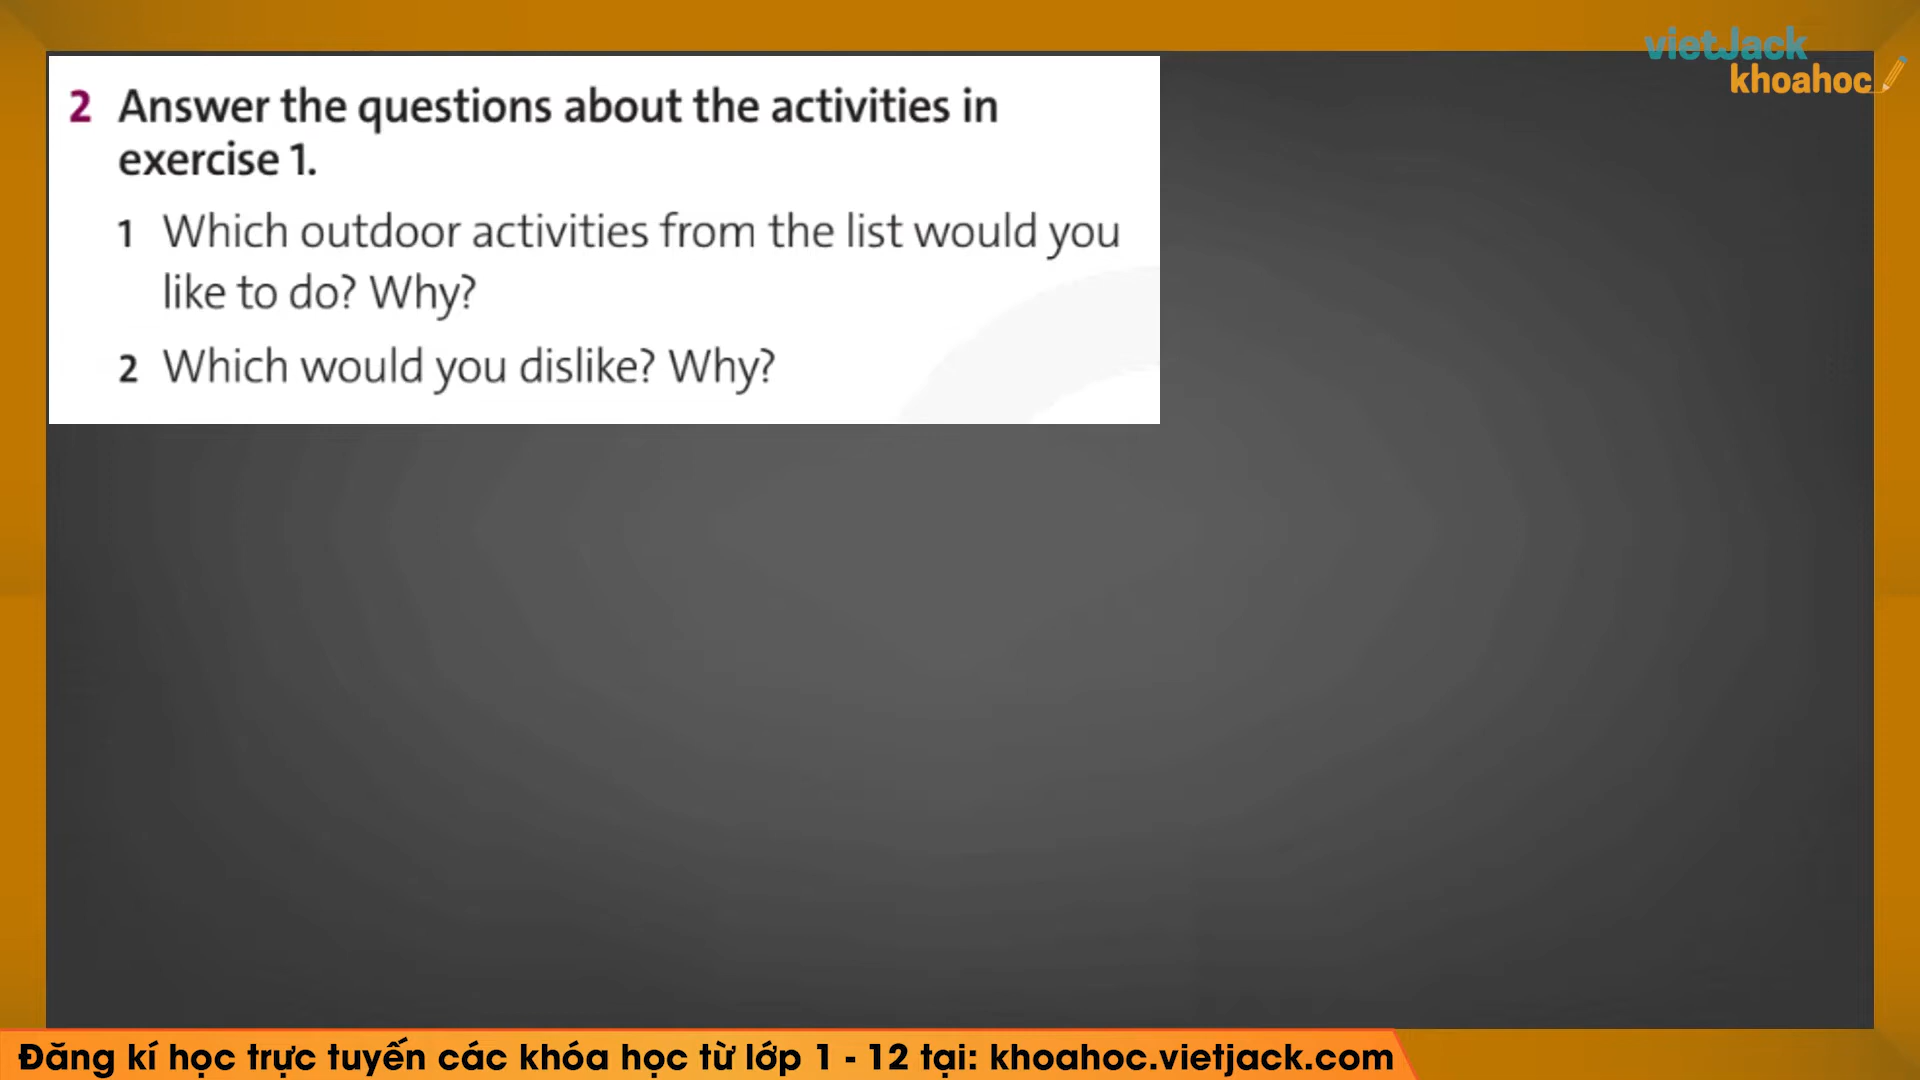 vietJack
khoahoc
2 Answer the questions about the activities in
exercise 1.
1 Which outdoor activities from the list would you
like to do? Why?
2 Which would you dislike? Why?
Đăng kí học trực tuyến các khóa học từ lớp 1 - 12 tại: khoahoc.vietjack.com